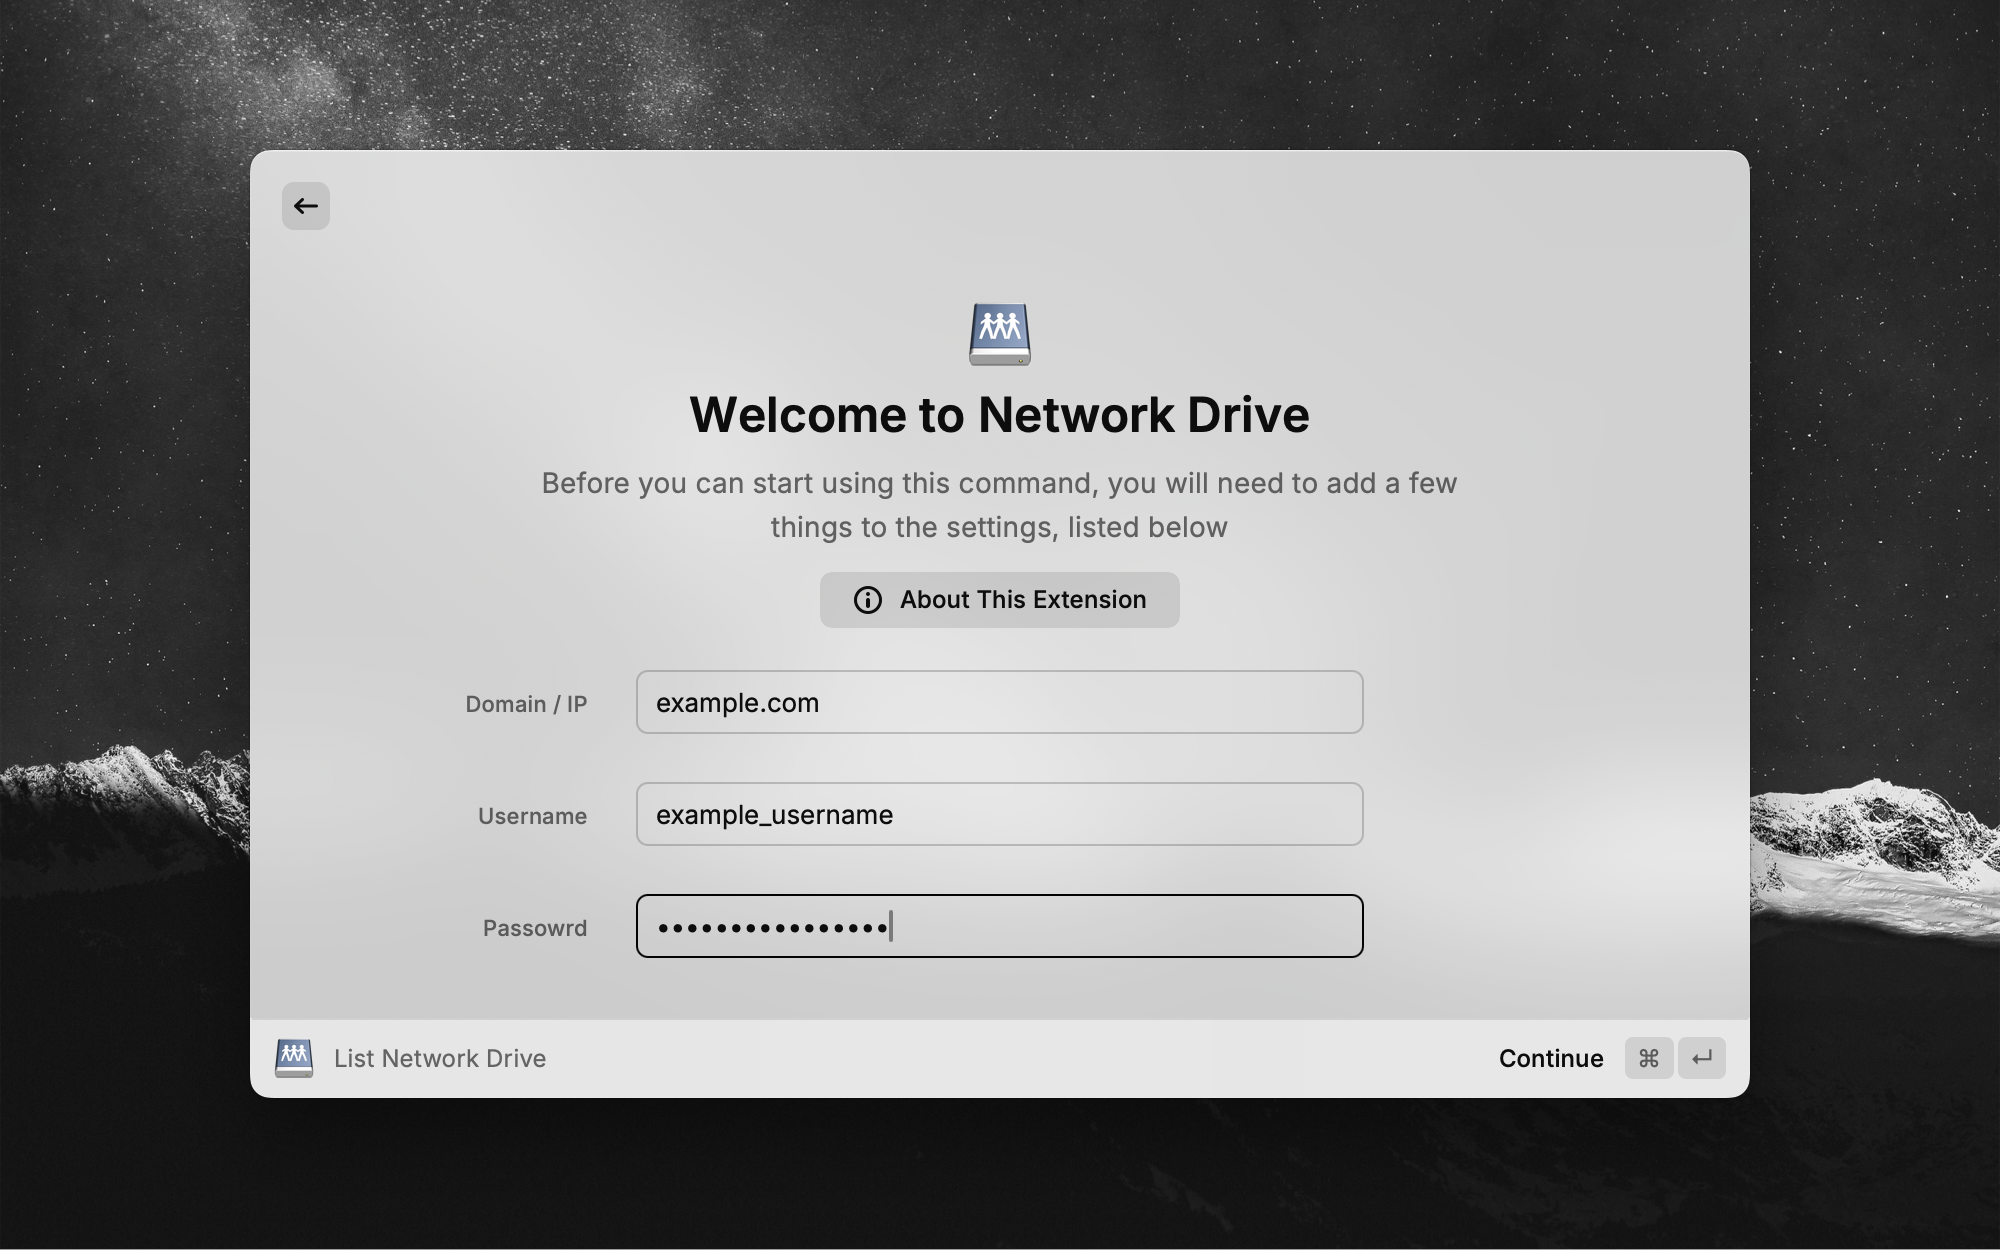 Welcome to Network Drive
Before you can start using this command, you will need to add a few
things to the settings, listed below
About This Extension
Domain / IP
example.com
Username
example_username
Passowrd
••••••••••••••••
List Network Drive
Continue ⌘ ↵